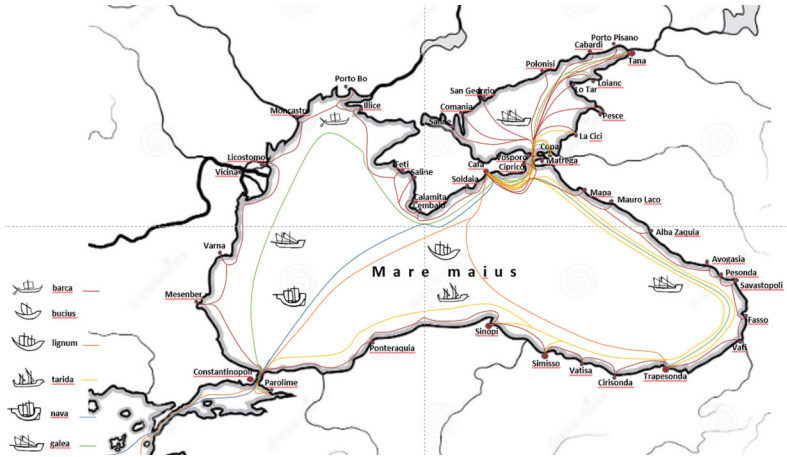 Porto Pisano
Cabardi
Tana
Polonisi
Porto Bo
Loianc
San Georgio
Lo Tar
Illice
Comania
Pesce
Moncastro
Saline
La Cici
Copa
Licostomo
Vosporo
Matrega
Feti
Cafa
Ciprico
Vicina
Saline
Soldaia
Calamita
Mapa
Cembalo
Mauro Laco
Alba Zaquia
Varna
Avogasia
Mare maius
Pesonda
Savastopoli
barca
Mesenber
bucius
Fasso
Sinopi
lignum
Ponteraquia
Vati
Simisso
Constantinopoli
Vatisa
tarida
Parolime
Cirisonda
Trapesonda
nava
galea